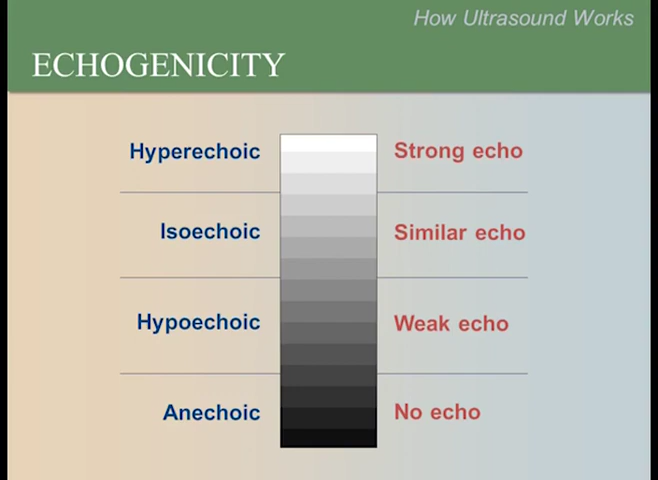 How Ultrasound Works
ECHOGENICITY
Hyperechoic Strong echo
Isoechoic Similar echo
Hypoechoic Weak echo
Anechoic No echo